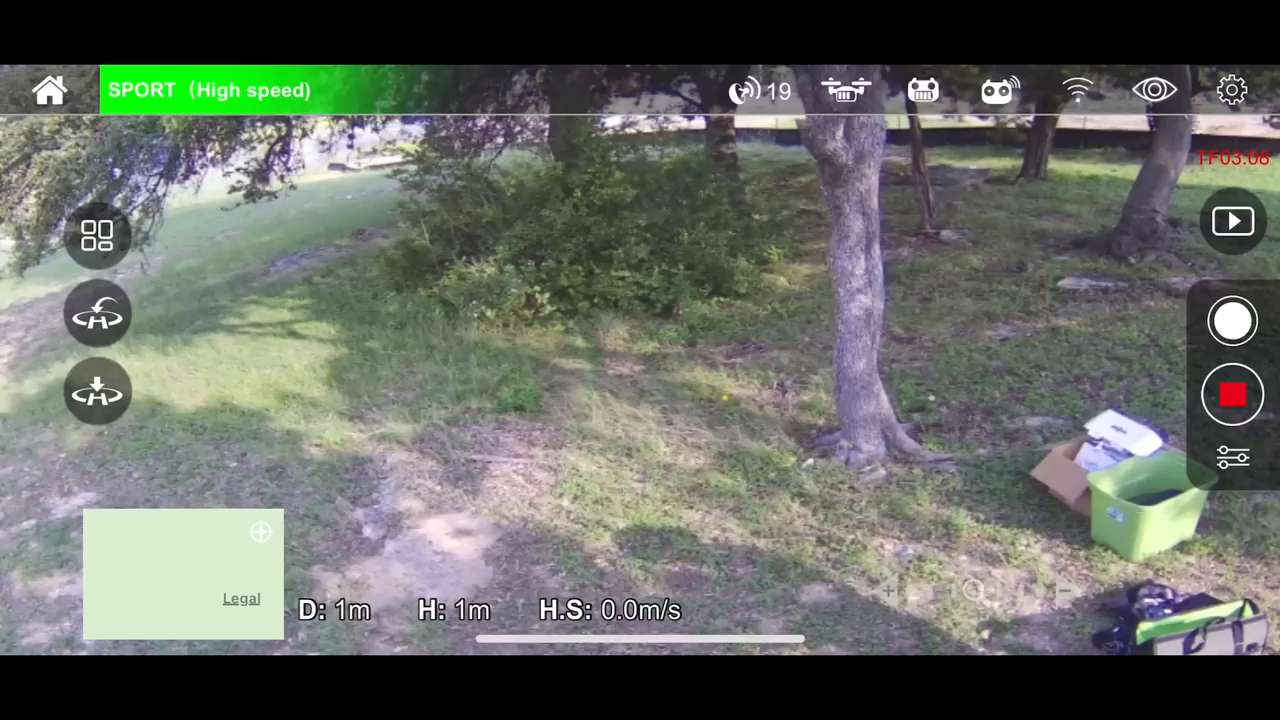 SPORT（High speed)
19
TF03.08
Legal
D: 1m H: 1m H.S: 0.0m/s